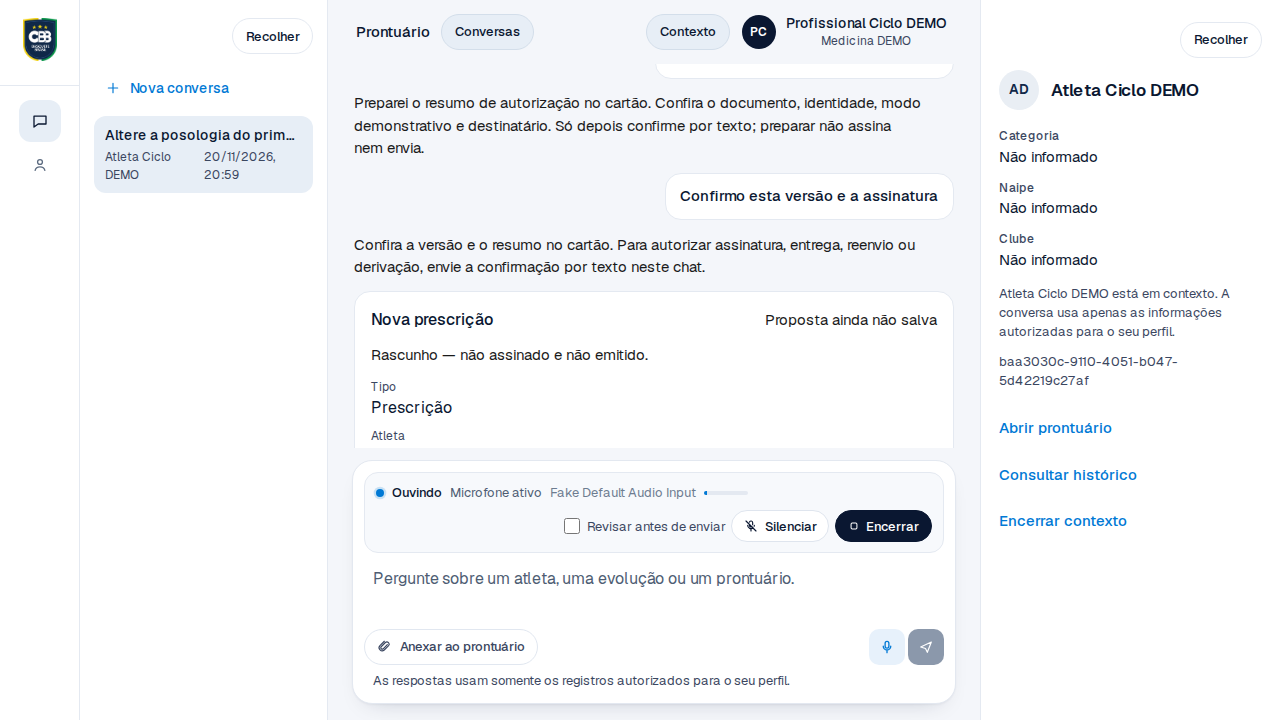 CBB
Recolher
Nova conversa
Altere a posologia do prim...
Atleta Ciclo DEMO
20/11/2026, 20:59
Prontuário
Conversas
Contexto
PC
Profissional Ciclo DEMO
Medicina DEMO
Preparei o resumo de autorização no cartão. Confira o documento, identidade, modo
demonstrativo e destinatário. Só depois confirme por texto; preparar não assina
nem envia.
Confirmo esta versão e a assinatura
Confira a versão e o resumo no cartão. Para autorizar assinatura, entrega, reenvio ou
derivação, envie a confirmação por texto neste chat.
Nova prescrição
Proposta ainda não salva
Rascunho — não assinado e não emitido.
Tipo
Prescrição
Atleta
Ouvindo
Microfone ativo
Fake Default Audio Input
Revisar antes de enviar
Silenciar
Encerrar
Pergunte sobre um atleta, uma evolução ou um prontuário.
Anexar ao prontuário
As respostas usam somente os registros autorizados para o seu perfil.
Recolher
AD
Atleta Ciclo DEMO
Categoria
Não informado
Naipe
Não informado
Clube
Não informado
Atleta Ciclo DEMO está em contexto. A
conversa usa apenas as informações
autorizadas para o seu perfil.
baa3030c-9110-4051-b047-
5d42219c27af
Abrir prontuário
Consultar histórico
Encerrar contexto